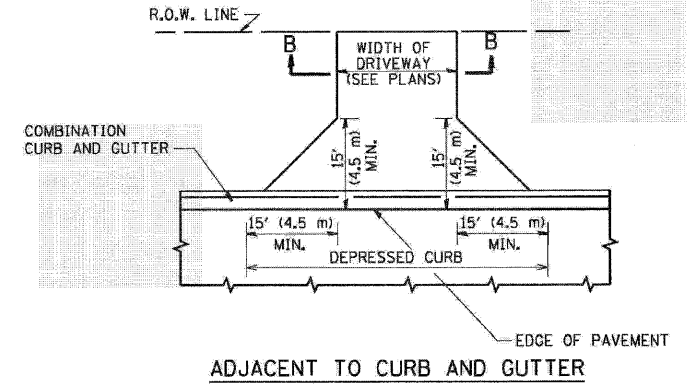 R.O.W. LINE
B
B
WIDTH OF
DRIVEWAY
(SEE PLANS)
COMBINATION
CURB AND GUTTER
15'
(4.5 m)
MIN.
15'
(4.5 m)
MIN.
15' (4.5 m)
MIN.
15' (4.5 m)
MIN.
DEPRESSED CURB
EDGE OF PAVEMENT
ADJACENT TO CURB AND GUTTER